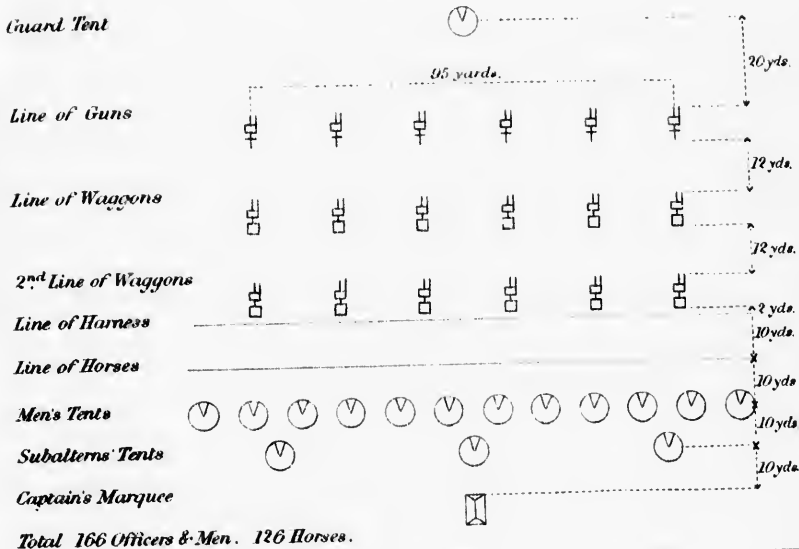 Guard Tent
20 yds.
95 yards.
Line of Guns
12 yds.
Line of Waggons
12 yds.
2nd Line of Waggons
2 yds.
Line of Harness
10 yds.
Line of Horses
10 yds.
Men's Tents
10 yds.
Subalterns' Tents
10 yds.
Captain's Marquee
Total 166 Officers & Men. 126 Horses.